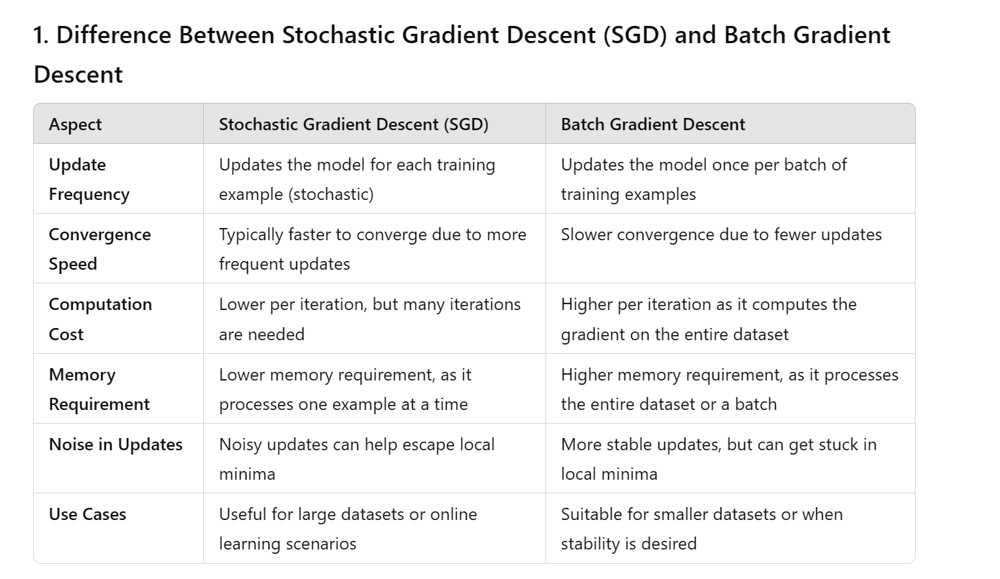 1. Difference Between Stochastic Gradient Descent (SGD) and Batch Gradient
Descent
Aspect
Stochastic Gradient Descent (SGD)
Batch Gradient Descent
Update
Frequency
Updates the model for each training
example (stochastic)
Updates the model once per batch of
training examples
Convergence
Speed
Typically faster to converge due to more
frequent updates
Slower convergence due to fewer updates
Computation
Cost
Lower per iteration, but many iterations
are needed
Higher per iteration as it computes the
gradient on the entire dataset
Memory
Requirement
Lower memory requirement, as it
processes one example at a time
Higher memory requirement, as it processes
the entire dataset or a batch
Noise in Updates
Noisy updates can help escape local
minima
More stable updates, but can get stuck in
local minima
Use Cases
Useful for large datasets or online
learning scenarios
Suitable for smaller datasets or when
stability is desired